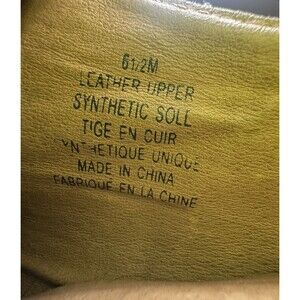 6 1/2M
LEATHER UPPER
SYNTHETIC SOLE
TIGE EN CUIR
SYNTHETIQUE UNIQUE
MADE IN CHINA
FABRIQUE EN LA CHINE